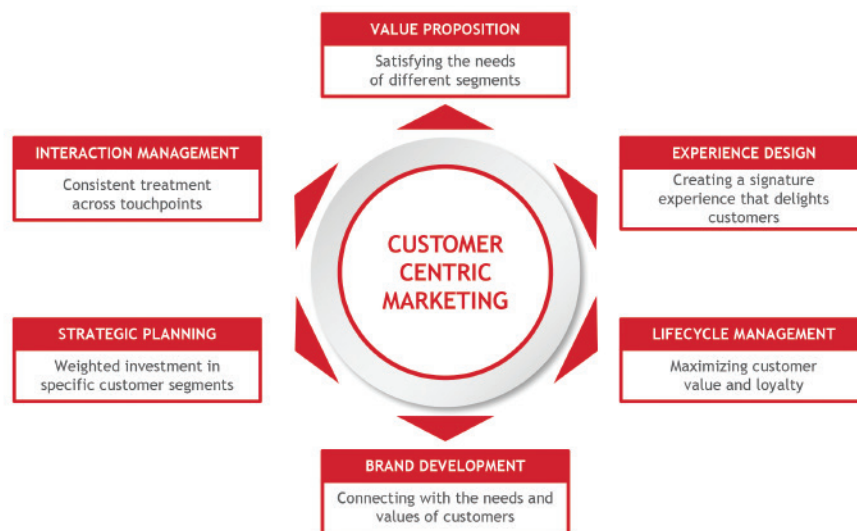 VALUE PROPOSITION
Satisfying the needs
of different segments
INTERACTION MANAGEMENT
Consistent treatment
across touchpoints
EXPERIENCE DESIGN
Creating a signature
experience that delights
customers
CUSTOMER
CENTRIC
MARKETING
STRATEGIC PLANNING
Weighted investment in
specific customer segments
LIFECYCLE MANAGEMENT
Maximizing customer
value and loyalty
BRAND DEVELOPMENT
Connecting with the needs and
values of customers